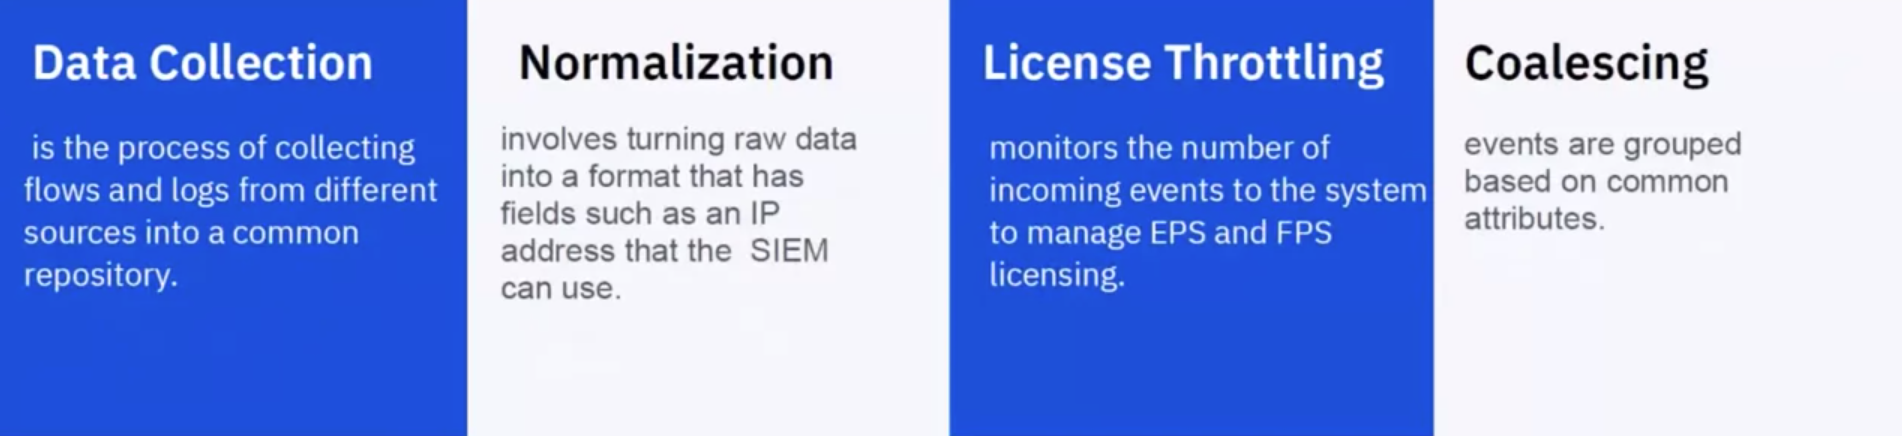 Data Collection
is the process of collecting
flows and logs from different
sources into a common
repository.
Normalization
involves turning raw data
into a format that has
fields such as an IP
address that the  SIEM
can use.
License Throttling
monitors the number of
incoming events to the system
to manage EPS and FPS
licensing.
Coalescing
events are grouped
based on common
attributes.